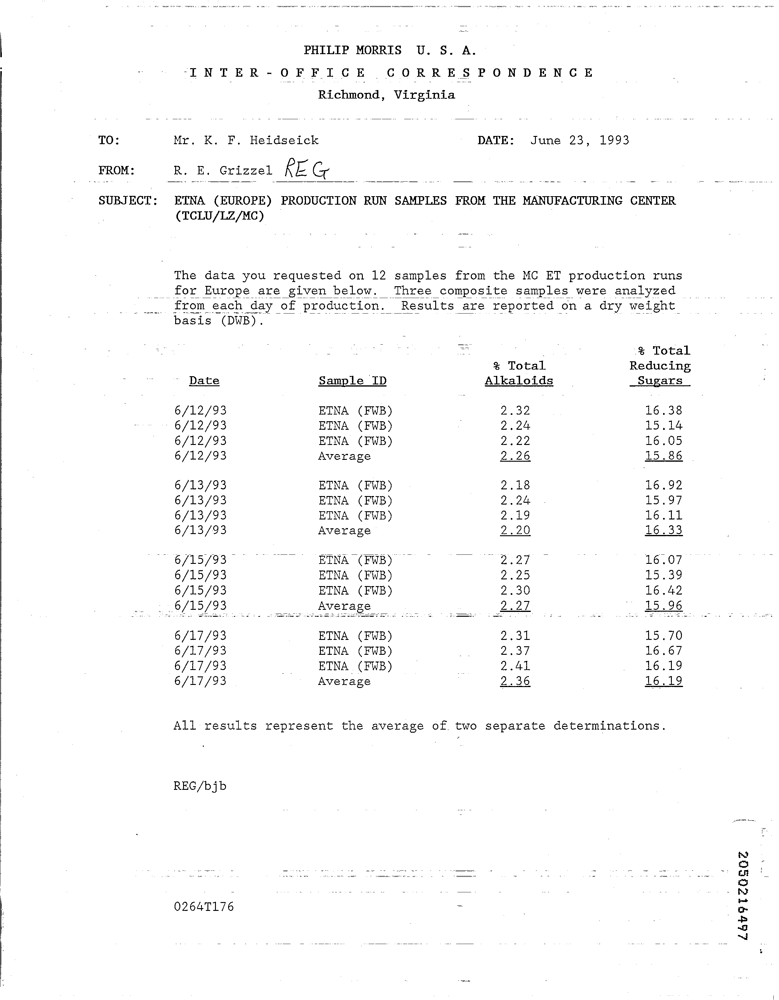 PHILIP MORRIS U. S. A.
INTER-OFFICE CORRESPONDENCE
Richmond, Virginia
TO: Mr. K. F. Heidseick DATE: June 23, 1993
FROM: R. E. Grizzel REG
SUBJECT: ETNA (EUROPE) PRODUCTION RUN SAMPLES FROM THE MANUFACTURING CENTER
(TCLU/LZ/MC)
The data you requested on 12 samples from the MC ET production runs
for Europe are given below. Three composite samples were analyzed
from each day of production. Results are reported on a dry weight
basis (DWB).
% Total
% Total Reducing
Date Sample ID Alkaloids Sugars
6/12/93 ETNA (FWB) 2.32 16.38
6/12/93 ETNA (FWB) 2.24 15.14
6/12/93 ETNA (FWB) 2.22 16.05
6/12/93 Average 2.26 15.86
6/13/93 ETNA (FWB) 2.18 16.92
6/13/93 ETNA (FWB) 2.24 15.97
6/13/93 ETNA (FWB) 2.19 16.11
6/13/93 Average 2.20 16.33
6/15/93 ETNA (FWB) 2.27 16.07
6/15/93 ETNA (FWB) 2.25 15.39
6/15/93 ETNA (FWB) 2.30 16.42
6/15/93 Average 2.27 15.96
6/17/93 ETNA (FWB) 2.31 15.70
6/17/93 ETNA (FWB) 2.37 16.67
6/17/93 ETNA (FWB) 2.41 16.19
6/17/93 Average 2.36 16.19
All results represent the average of two separate determinations.
REG/bjb
0264T176
2050216497